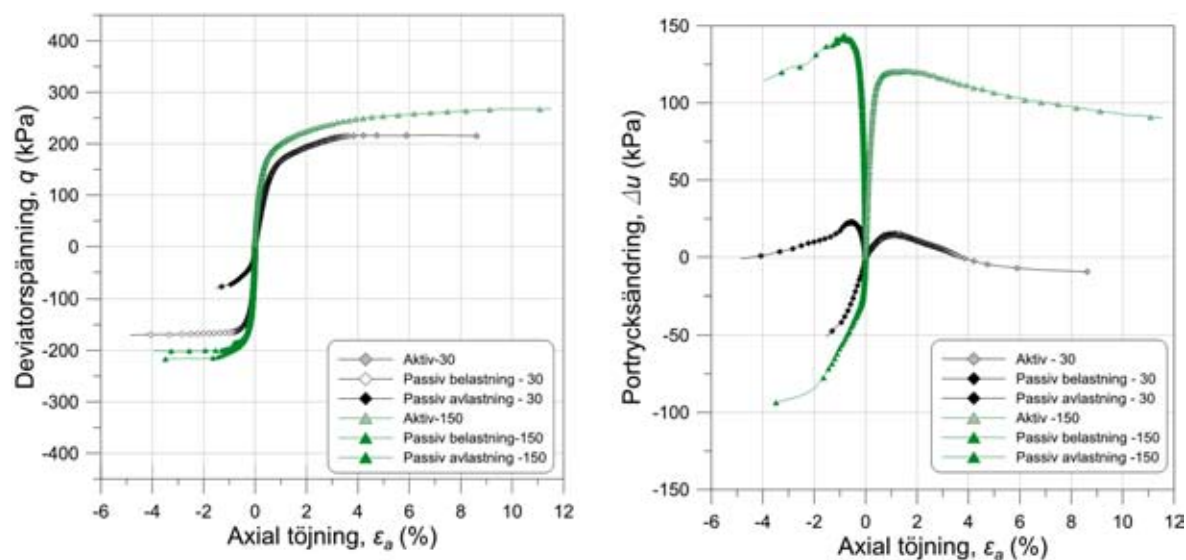 Deviatorspänning, q (kPa)
400
300
200
100
0
-100
-200
-300
-400
-6
-4
-2
0
2
4
6
8
10
12
Axial töjning, εa (%)
Aktiv-30
Passiv belastning - 30
Passiv avlastning - 30
Aktiv-150
Passiv belastning-150
Passiv avlastning -150
Portrycksändring, Δu (kPa)
150
100
50
0
-50
-100
-150
-6
-4
-2
0
2
4
6
8
10
12
Axial töjning, εa (%)
Aktiv - 30
Passiv belastning - 30
Passiv avlastning - 30
Aktiv -150
Passiv belastning -150
Passiv avlastning -150